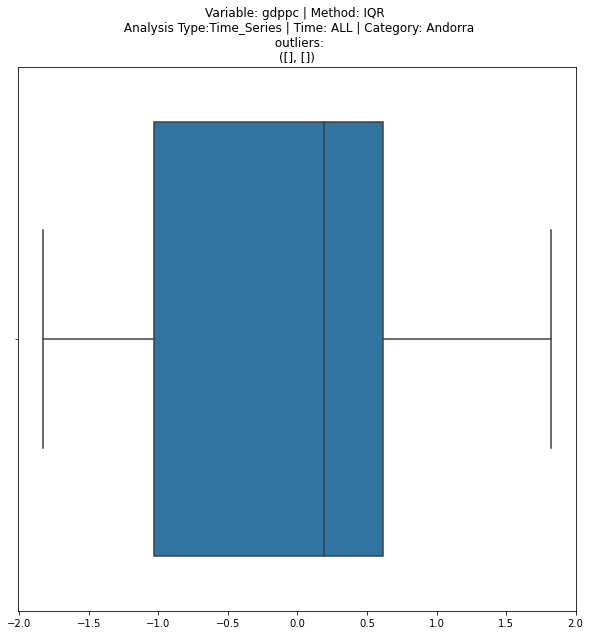 Variable: gdppc | Method: IQR
Analysis Type:Time_Series | Time: ALL | Category: Andorra
outliers:
([], [])
−2.0 −1.5 −1.0 −0.5 0.0 0.5 1.0 1.5 2.0